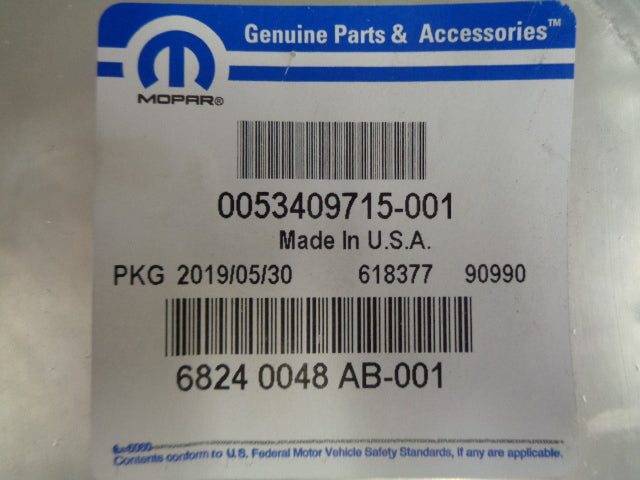 Genuine Parts & Accessories™
MOPAR®
0053409715-001
Made In U.S.A.
PKG 2019/05/30 618377 90990
6824 0048 AB-001
Contents conform to U.S. Federal Motor Vehicle Safety Standards, if any are applicable.